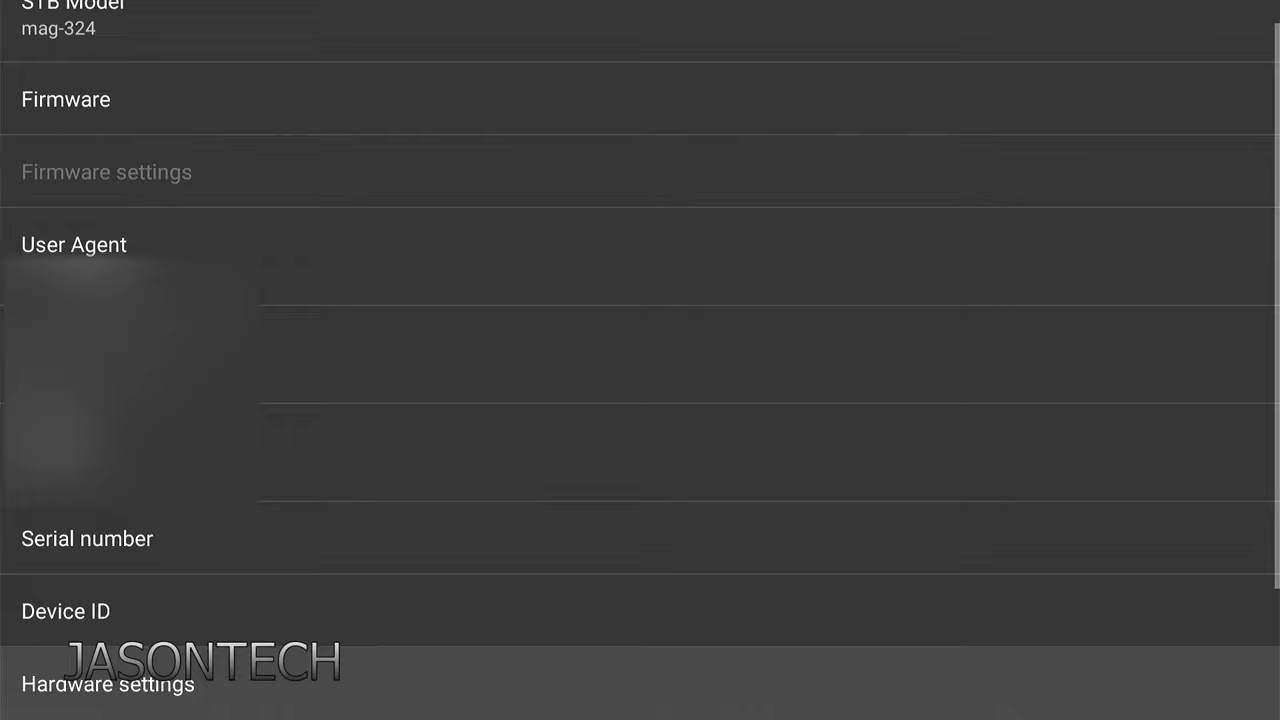 STB Model
mag-324
Firmware
Firmware settings
User Agent
Serial number
Device ID
JASONTECH
Hardware settings